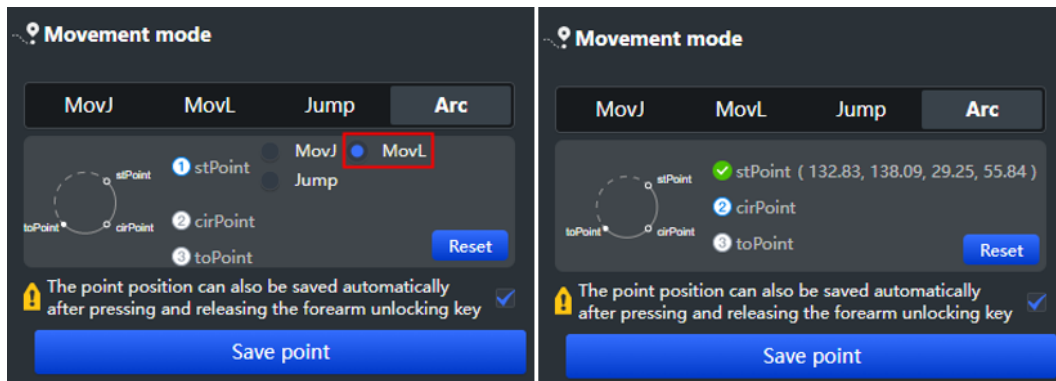 Movement mode
MovJ MovL Jump Arc
stPoint
toPoint cirPoint
1 stPoint MovJ MovL
Jump
2 cirPoint
3 toPoint
Reset
The point position can also be saved automatically
after pressing and releasing the forearm unlocking key
Save point
Movement mode
MovJ MovL Jump Arc
stPoint
toPoint cirPoint
stPoint ( 132.83, 138.09, 29.25, 55.84 )
2 cirPoint
3 toPoint
Reset
The point position can also be saved automatically
after pressing and releasing the forearm unlocking key
Save point